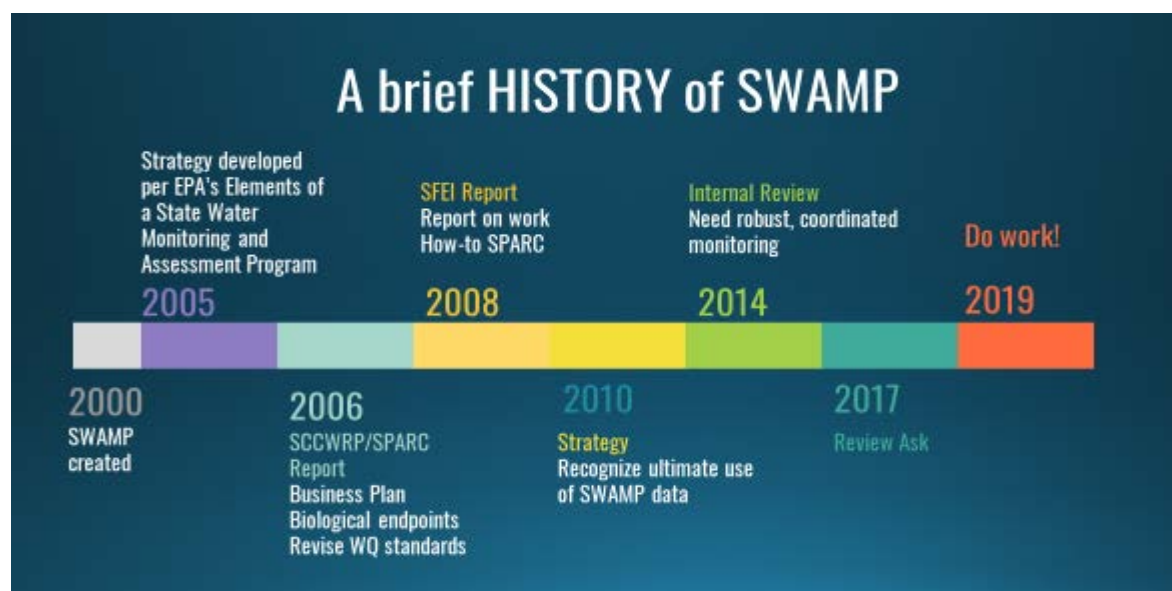 A brief HISTORY of SWAMP
Strategy developed
per EPA's Elements of
a State Water
Monitoring and
Assessment Program
2005
SFEI Report
Report on work
How-to SPARC
2008
Internal Review
Need robust, coordinated
monitoring
2014
Do work!
2019
2000
SWAMP
created
2006
SCCWRP/SPARC
Report
Business Plan
Biological endpoints
Revise WQ standards
2010
Strategy
Recognize ultimate use
of SWAMP data
2017
Review Ask